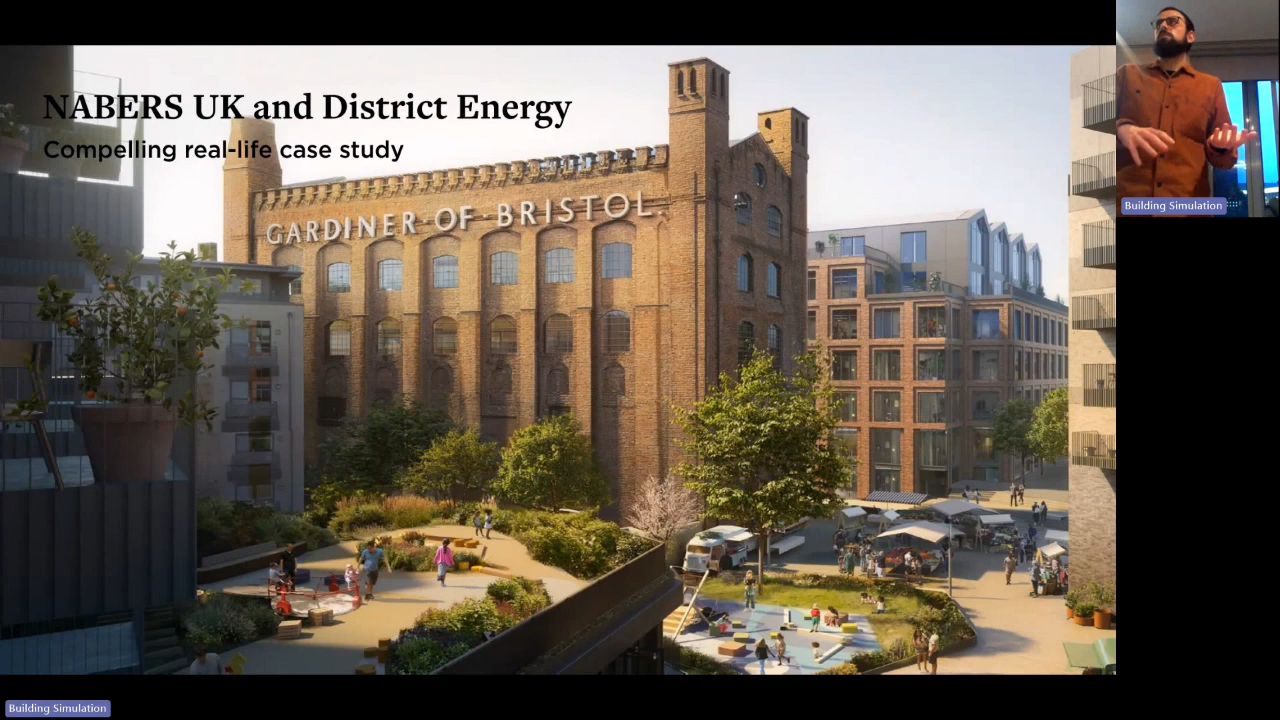 NABERS UK and District Energy
Compelling real-life case study
GARDINER·OF·BRISTOL.
Building Simulation
Building Simulation